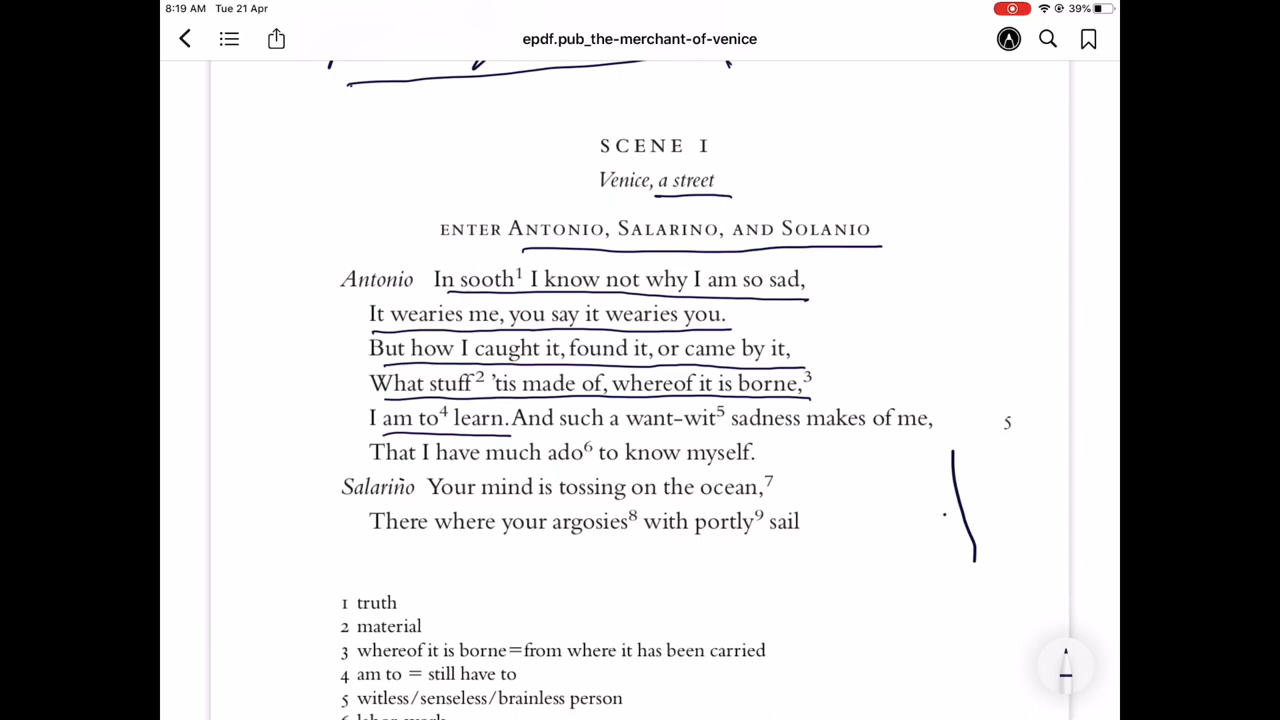 8:19 AM Tue 21 Apr 39%
epdf.pub_the-merchant-of-venice
SCENE I
Venice, a street
ENTER ANTONIO, SALARINO, AND SOLANIO
Antonio In sooth1 I know not why I am so sad,
It wearies me, you say it wearies you.
But how I caught it, found it, or came by it,
What stuff2 ’tis made of, whereof it is borne,3
I am to4 learn. And such a want-wit5 sadness makes of me, 5
That I have much ado6 to know myself.
Salarino Your mind is tossing on the ocean,7
There where your argosies8 with portly9 sail
1 truth
2 material
3 whereof it is borne=from where it has been carried
4 am to = still have to
5 witless/senseless/brainless person